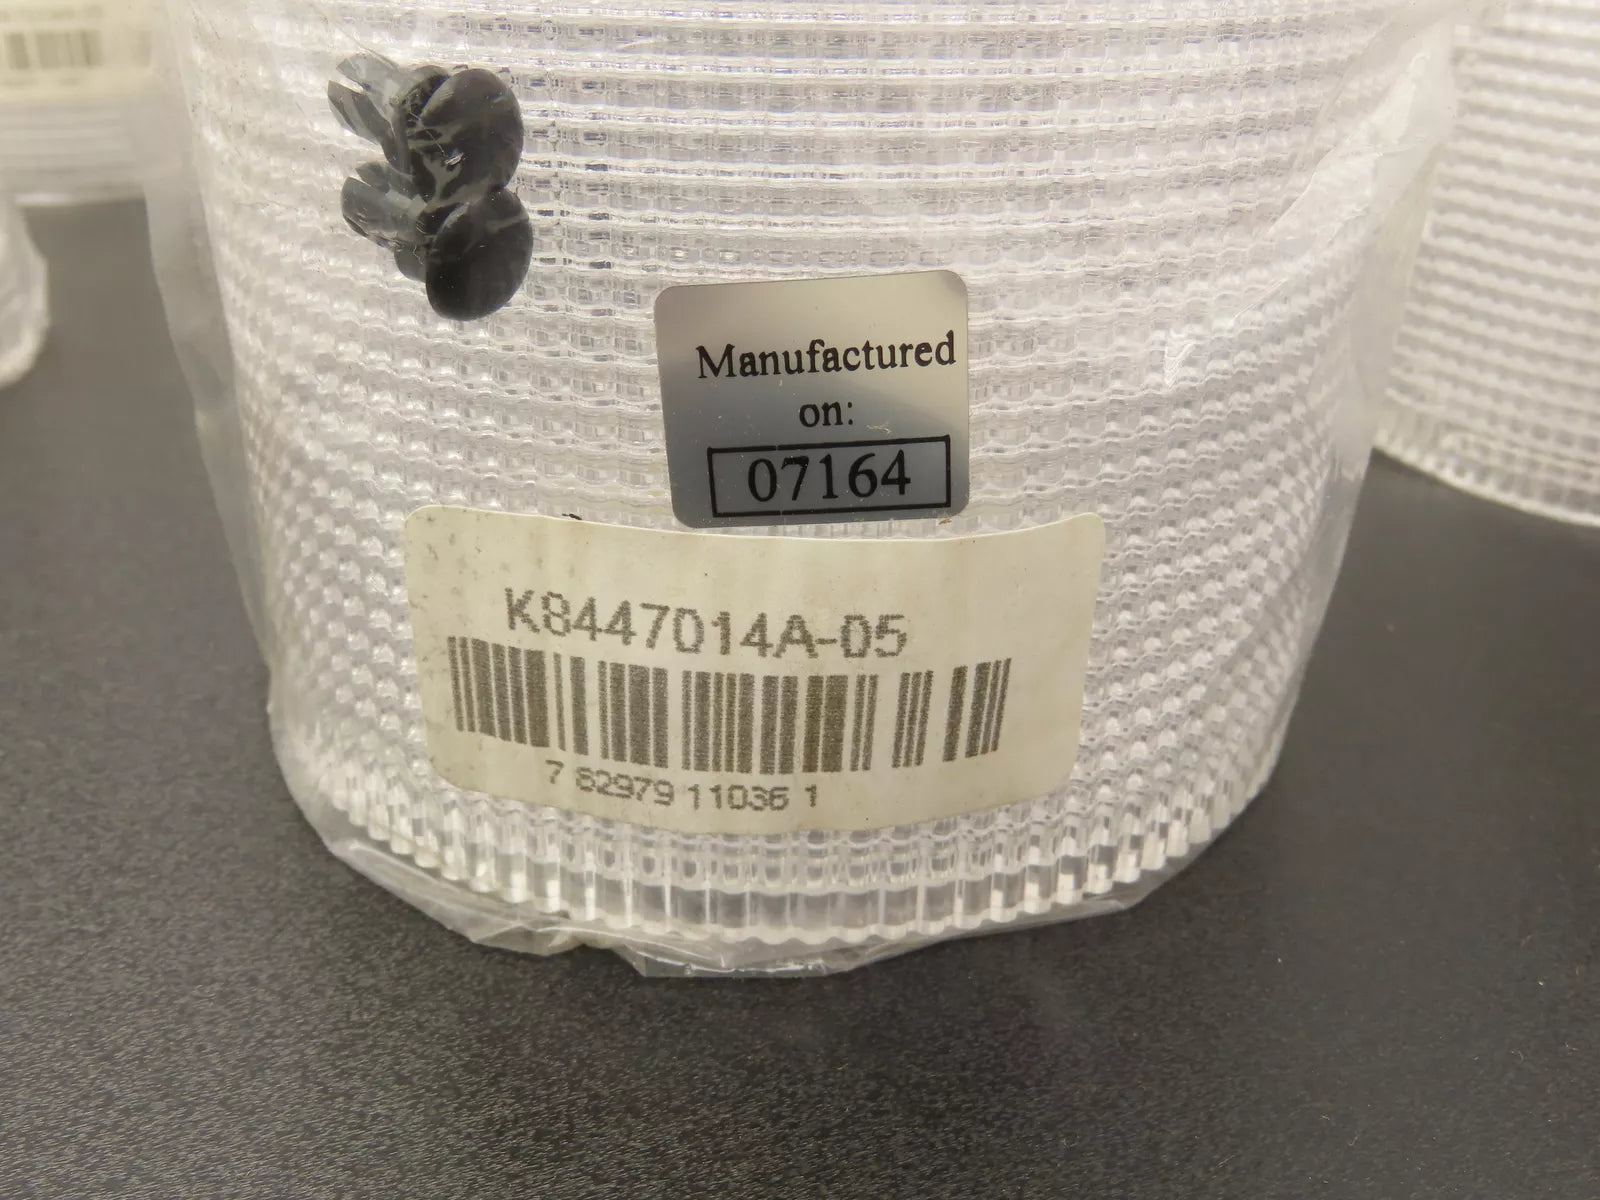 Manufactured
on:
07164
K8447014A-05
7 82979 11036 1